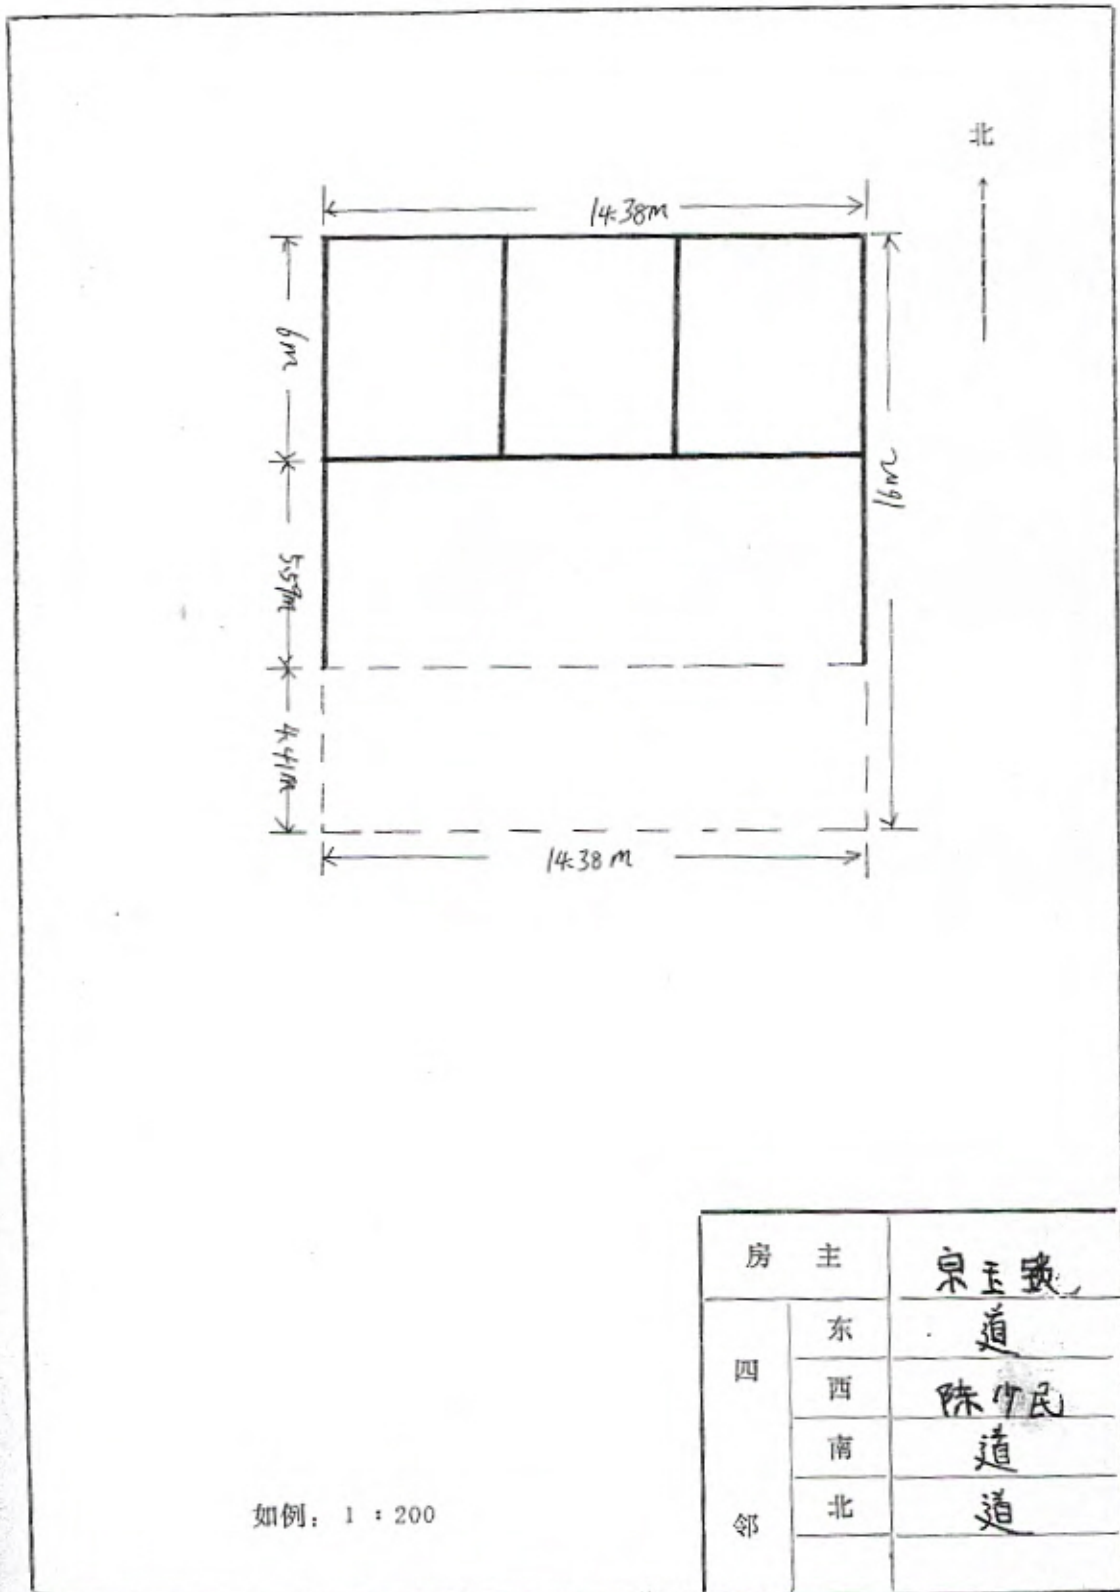 北
14.38m
6m
16m
5.59m
4.41m
14.38m
房 主
东 道
四
西 陈少民
南 道
北 道
邻
如例：1：200